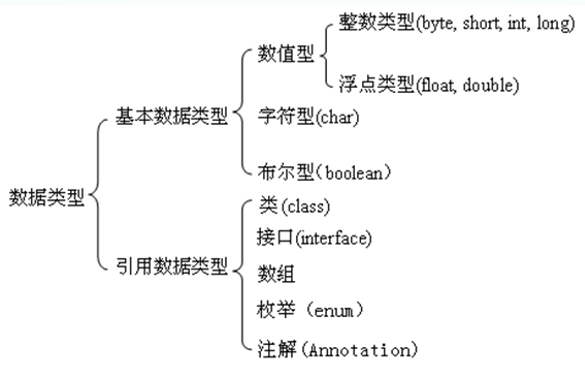 整数类型(byte, short, int, long)
数值型
浮点类型(float, double)
基本数据类型
字符型(char)
布尔型(boolean)
数据类型
类(class)
接口(interface)
引用数据类型
数组
枚举（enum）
注解(Annotation)